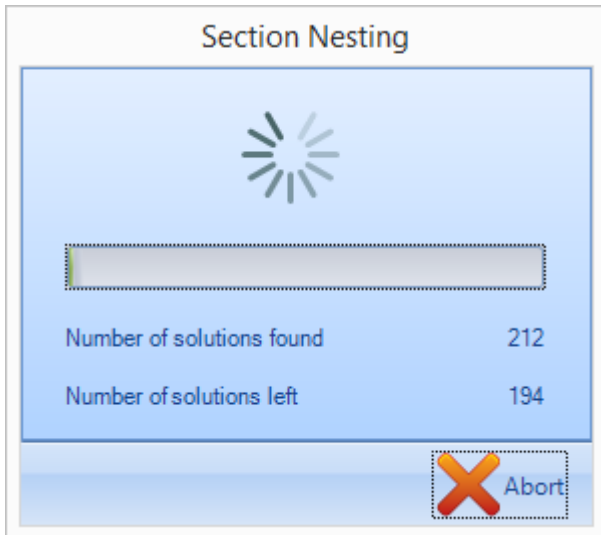 Section Nesting
Number of solutions found 212
Number of solutions left 194
Abort